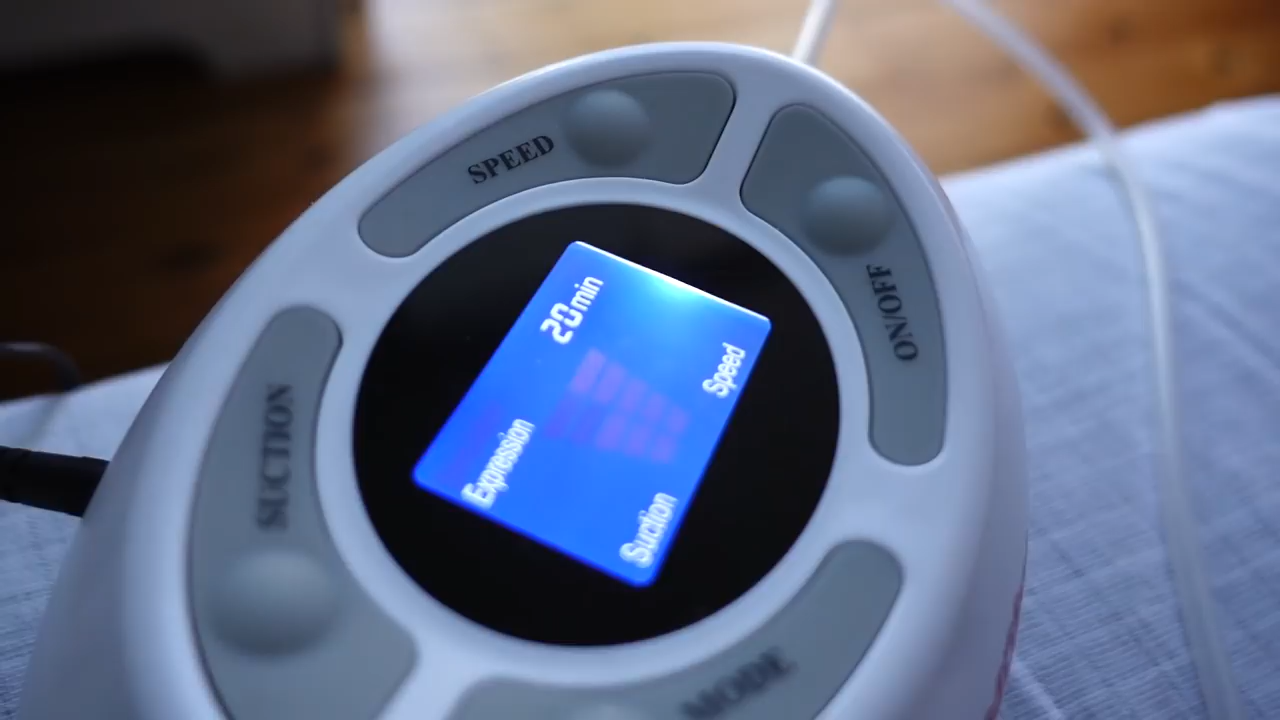 SPEED
ON/OFF
20min
Speed
Expression
Suction
SUCTION
MODE